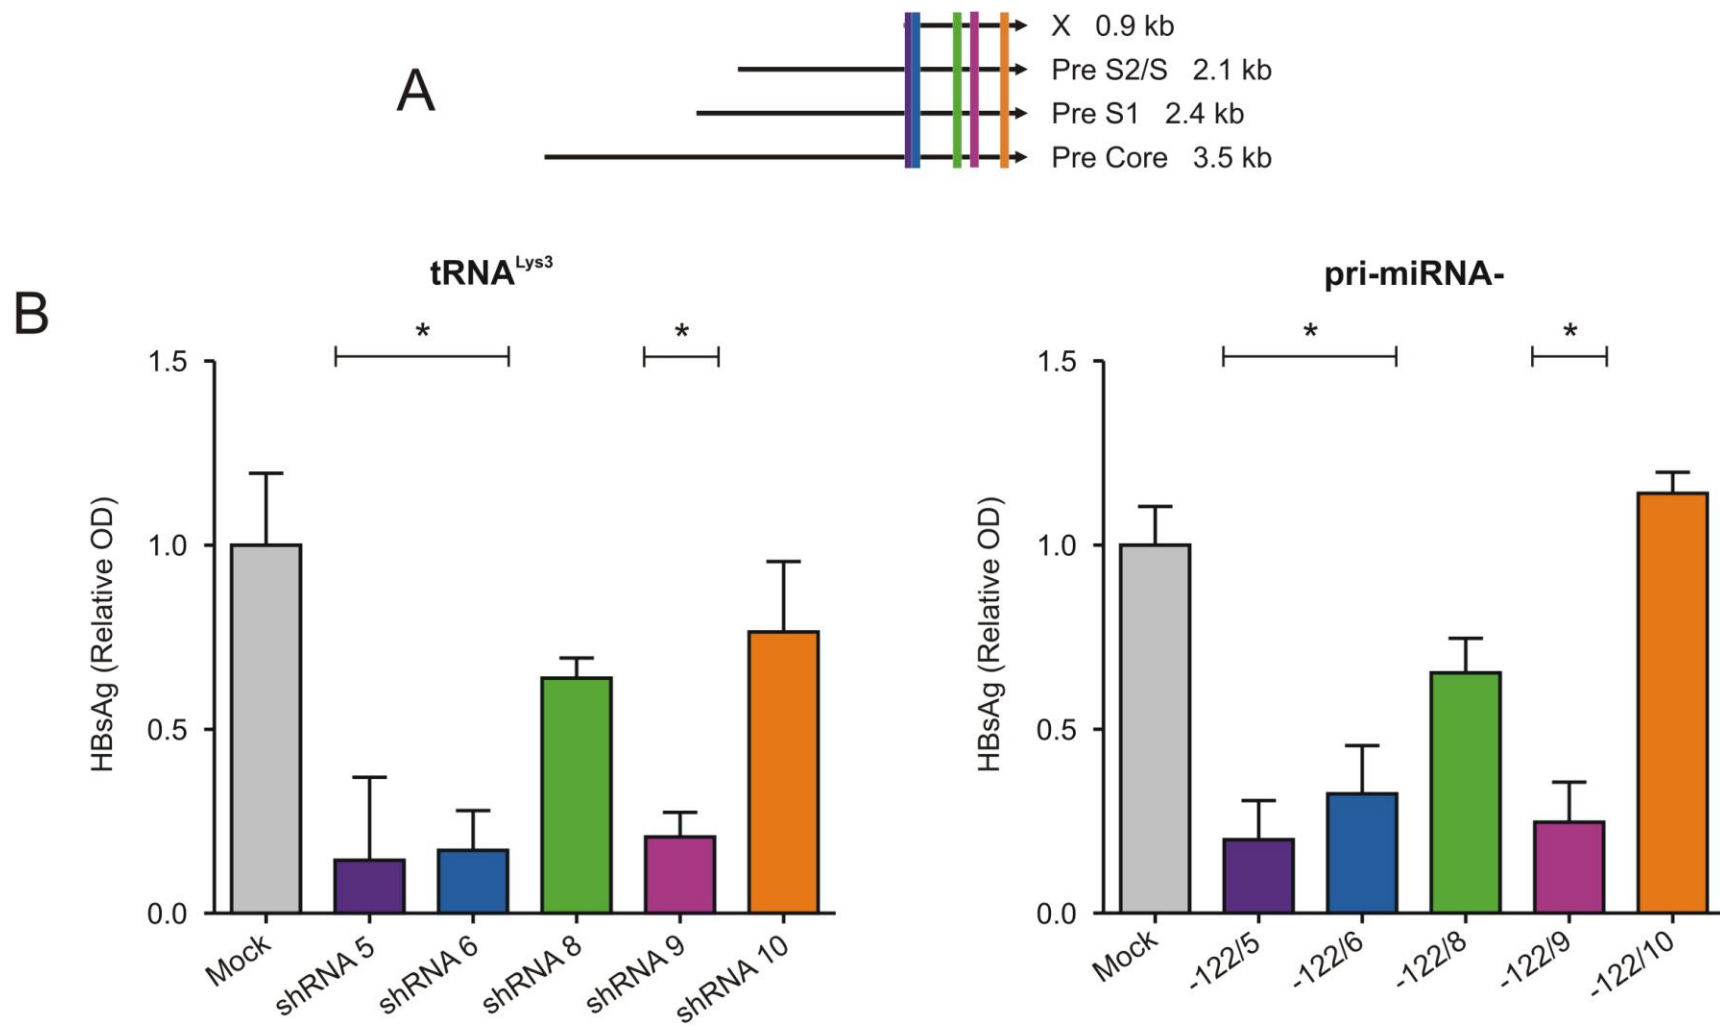 A
X 0.9 kb
Pre S2/S 2.1 kb
Pre S1 2.4 kb
Pre Core 3.5 kb
B
tRNA^Lys3
* *
HBsAg (Relative OD)
1.5
1.0
0.5
0.0
Mock
shRNA 5
shRNA 6
shRNA 8
shRNA 9
shRNA 10
pri-miRNA-
* *
HBsAg (Relative OD)
1.5
1.0
0.5
0.0
Mock
-122/5
-122/6
-122/8
-122/9
-122/10